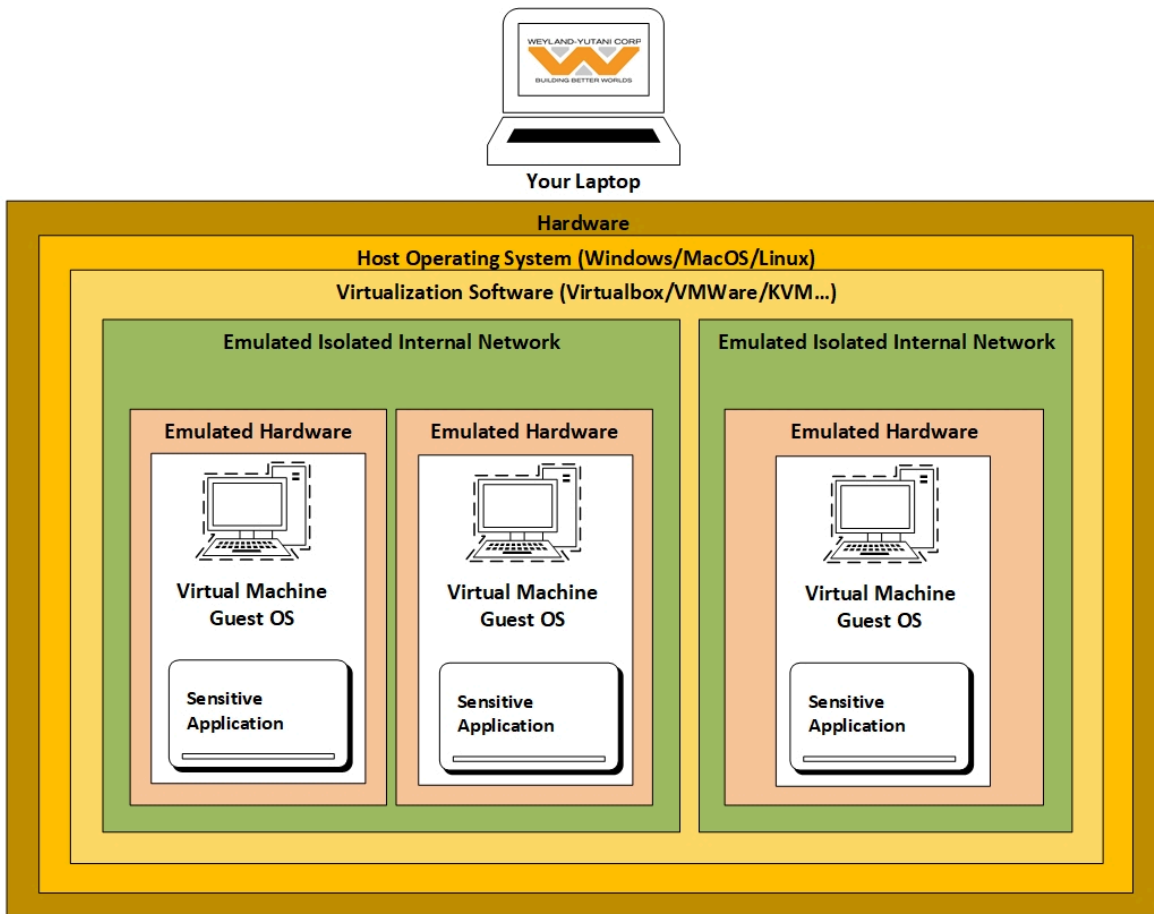 WEYLAND-YUTANI CORP
BUILDING BETTER WORLDS
Your Laptop
Hardware
Host Operating System (Windows/MacOS/Linux)
Virtualization Software (Virtualbox/VMWare/KVM...)
Emulated Isolated Internal Network
Emulated Isolated Internal Network
Emulated Hardware
Emulated Hardware
Emulated Hardware
Virtual Machine
Guest OS
Virtual Machine
Guest OS
Virtual Machine
Guest OS
Sensitive
Application
Sensitive
Application
Sensitive
Application